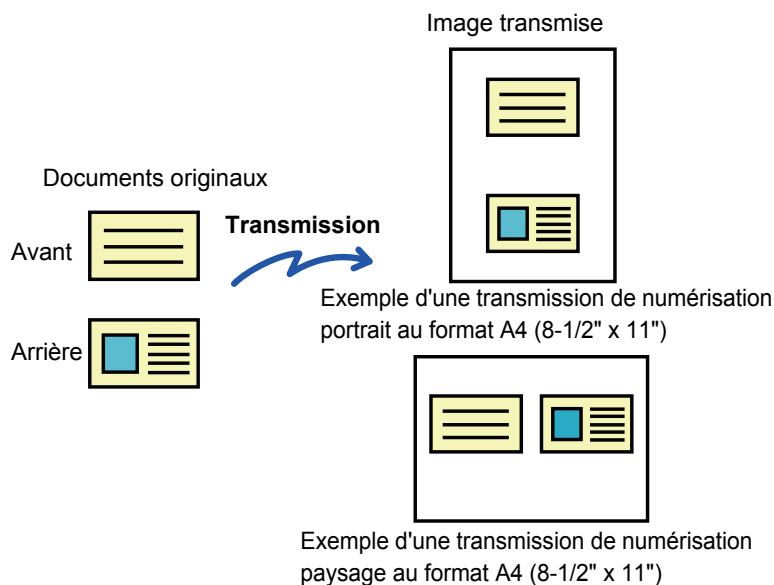 Image transmise
Documents originaux
Avant
Transmission
Arrière
Exemple d'une transmission de numérisation
portrait au format A4 (8-1/2" x 11")
Exemple d'une transmission de numérisation
paysage au format A4 (8-1/2" x 11")